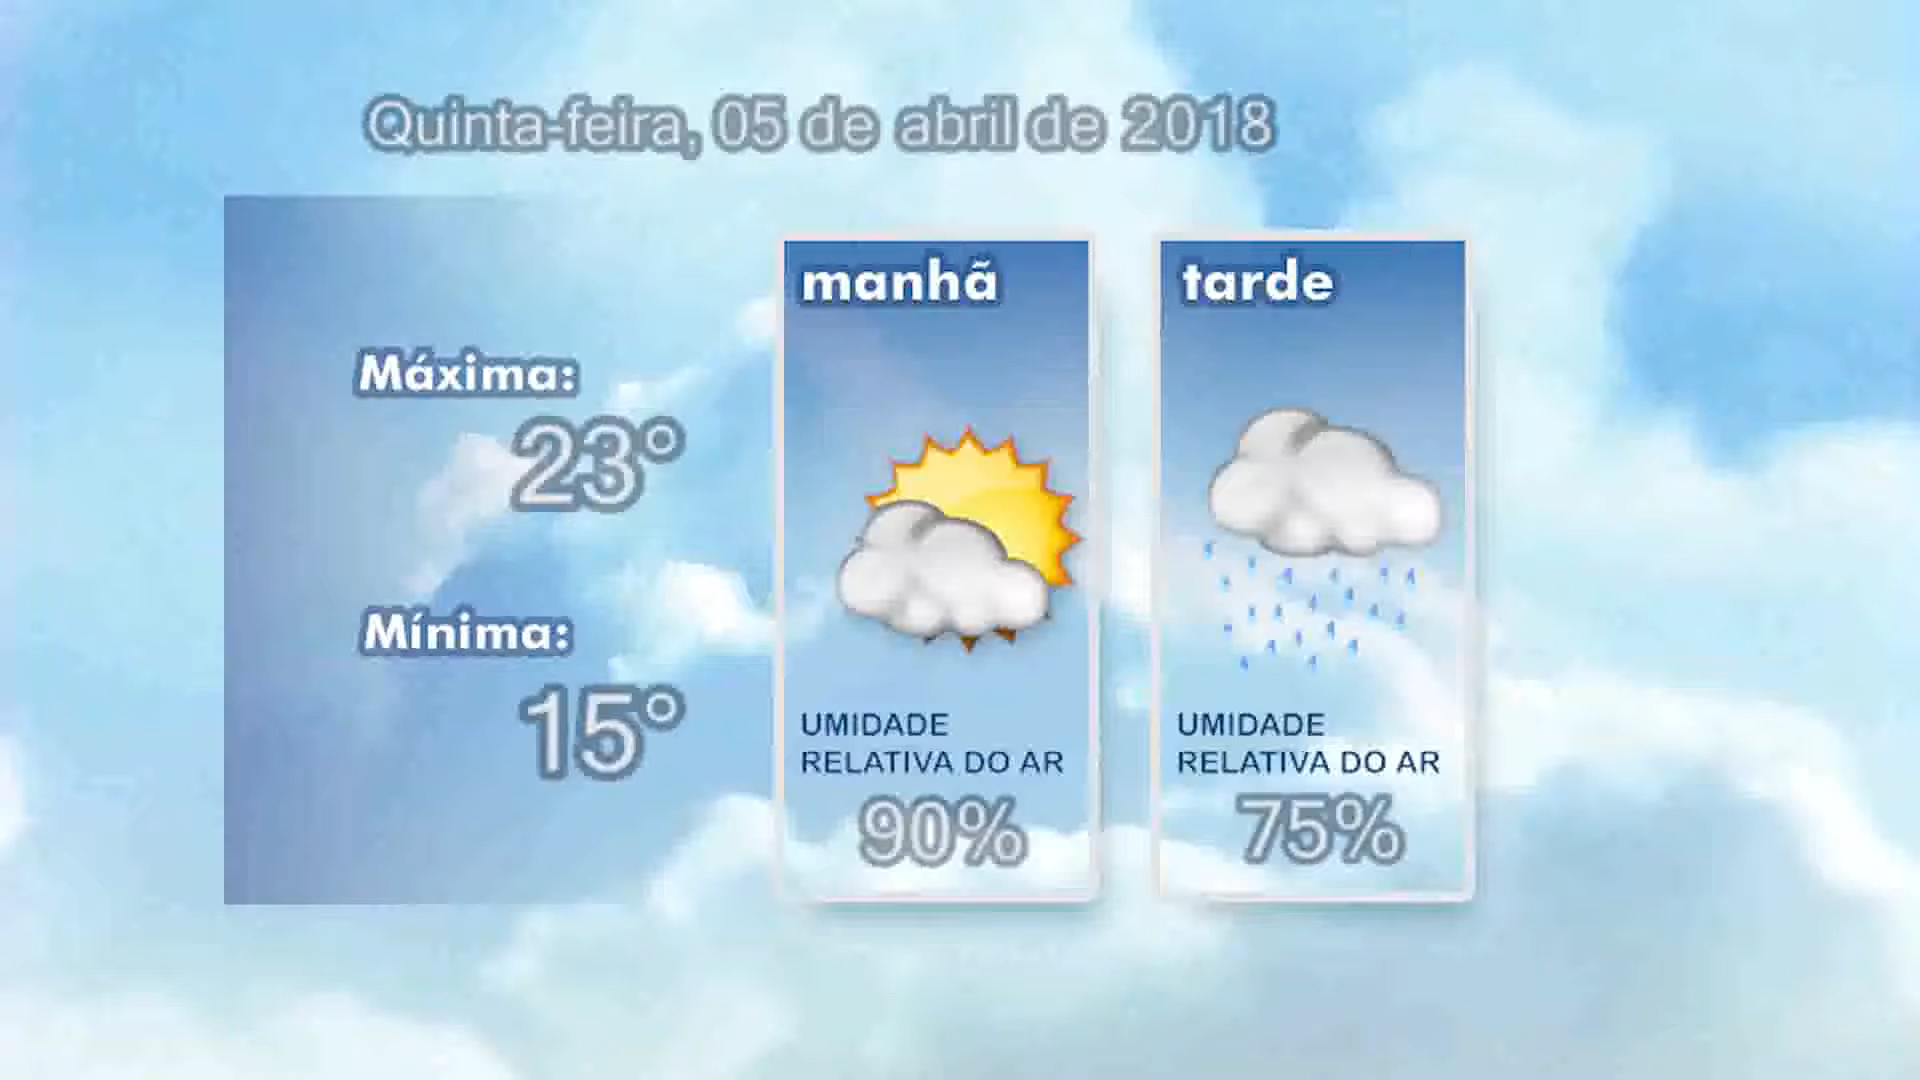 Quinta-feira, 05 de abril de 2018
Máxima:
23°
Mínima:
15°
manhã
UMIDADE
RELATIVA DO AR
90%
tarde
UMIDADE
RELATIVA DO AR
75%